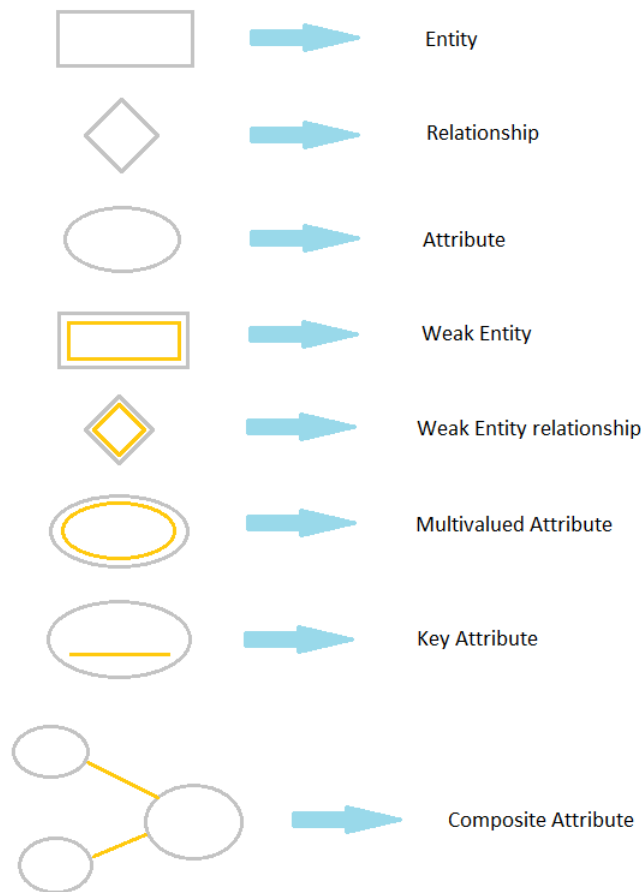 Entity
Relationship
Attribute
Weak Entity
Weak Entity relationship
Multivalued Attribute
Key Attribute
Composite Attribute